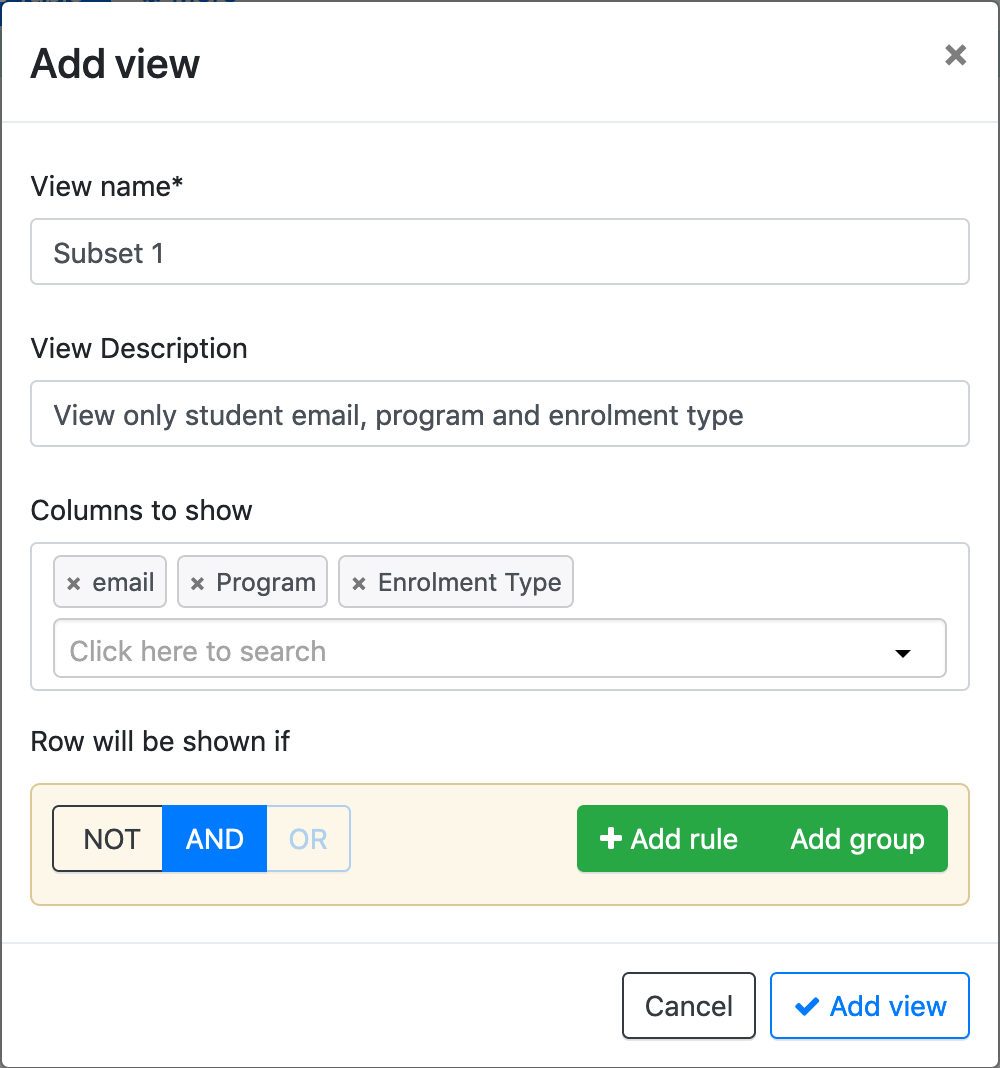 Add view
View name*
Subset 1
View Description
View only student email, program and enrolment type
Columns to show
× email × Program × Enrolment Type
Click here to search
Row will be shown if
NOT AND OR + Add rule Add group
Cancel Add view